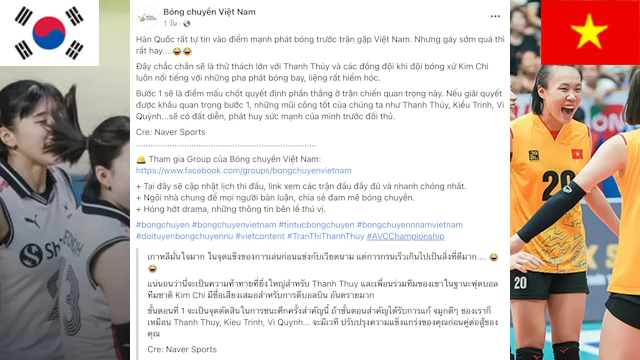 Bóng chuyền Việt Nam
1 ngày
Hàn Quốc rất tự tin vào điểm mạnh phát bóng trước trận gặp Việt Nam. Nhưng gáy sớm quá thì
rất hay....😂😂
Đây chắc chắn sẽ là thử thách lớn với Thanh Thúy và các đồng đội khi đội bóng xứ Kim Chi
luôn nổi tiếng với những pha phát bóng bay, liệng rất hiểm hóc.
Bước 1 sẽ là điểm mấu chốt quyết định phần thắng ở trận chiến quan trọng này. Nếu giải quyết
được khâu quan trọng bước 1, những mũi công tốt của chúng ta như Thanh Thúy, Kiều Trinh, Vi
Quỳnh...sẽ có đất diễn, phát huy sức mạnh của mình trước đối thủ.
Cre: Naver Sports
🔔 Tham gia Group của Bóng chuyền Việt Nam:
https://www.facebook.com/groups/bongchuyenvietnam
+ Tại đây sẽ cập nhật lịch thi đấu, link xem các trận đấu đầy đủ và nhanh chóng nhất.
+ Ngôi nhà chung để mọi người bàn luận, chia sẻ đam mê bóng chuyền.
+ Hóng hớt drama, những thông tin bên lề thú vị.
#bongchuyen #bongchuyenvietnam #tintucbongchuyen #bongchuyennnamvietnam
#doituyenbongchuyennu #vietcontent #TranThiThanhThuy #AVCChampionship
เกาหลีมั่นใจมาก ในจุดแข็งของการเล่นก่อนแข่งกับเวียดนาม แต่การกรนเร็วเกินไปเป็นสิ่งที่ดีมาก.... 😂
😂
แน่นอนว่านี่จะเป็นความท้าทายที่ยิ่งใหญ่สำหรับ Thanh Thuy และเพื่อนร่วมทีมของเขาในฐานะฟุตบอล
ทีมชาติ Kim Chi มีชื่อเสียงเสมอสำหรับการตีบอลบิน อันตรายมาก
ขั้นตอนที่ 1 จะเป็นจุดตัดสินในการชนะศึกครั้งสำคัญนี้ ถ้าขั้นตอนสำคัญได้รับการแก้ จมูกดีๆ ของเราก็
เหมือน Thanh Thuy, Kieu Trinh, Vi Quynh... จะมีเวที ปรับปรุงความแข็งแกร่งของคุณก่อนคู่ต่อสู้ของ
คุณ
Cre: Naver Sports
20